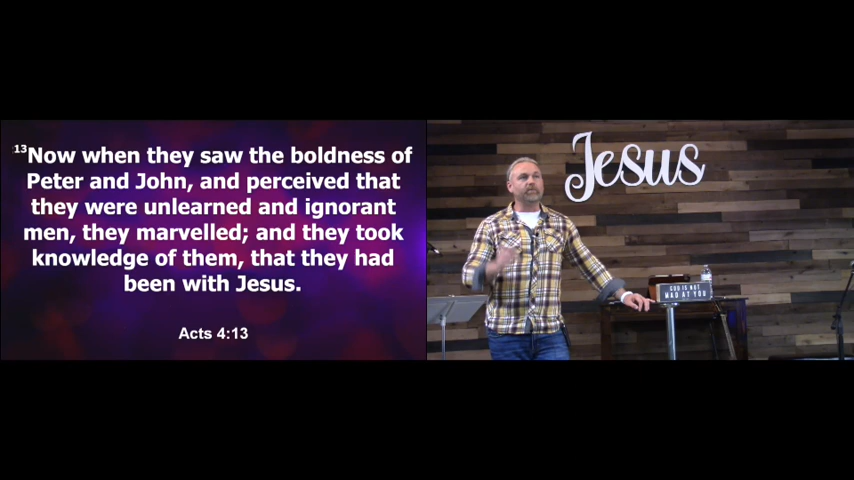 13Now when they saw the boldness of
Peter and John, and perceived that
they were unlearned and ignorant
men, they marvelled; and they took
knowledge of them, that they had
been with Jesus.
Acts 4:13
Jesus
GOD IS NOT
MAD AT YOU